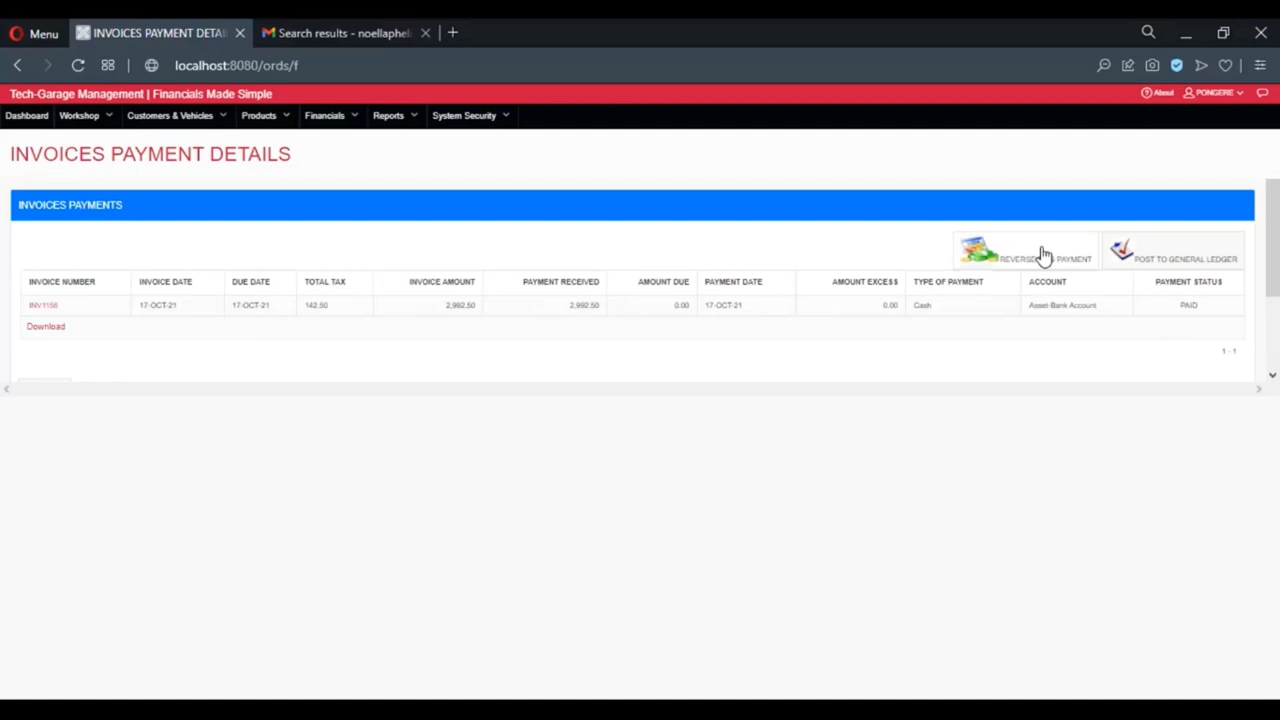 Menu INVOICES PAYMENT DETAI Search results - noellaphel
localhost:8080/ords/f
Tech-Garage Management | Financials Made Simple About PONGERE
Dashboard Workshop Customers & Vehicles Products Financials Reports System Security
INVOICES PAYMENT DETAILS
INVOICES PAYMENTS
PAYMENT POST TO GENERAL LEDGER
INVOICE NUMBER INVOICE DATE DUE DATE TOTAL TAX INVOICE AMOUNT PAYMENT RECEIVED AMOUNT DUE PAYMENT DATE AMOUNT EXCESS TYPE OF PAYMENT ACCOUNT PAYMENT STATUS
INV1156 17-OCT-21 17-OCT-21 142.50 2,992.50 2,992.50 0.00 17-OCT-21 0.00 Cash Asset-Bank Account PAID
Download
1 - 1